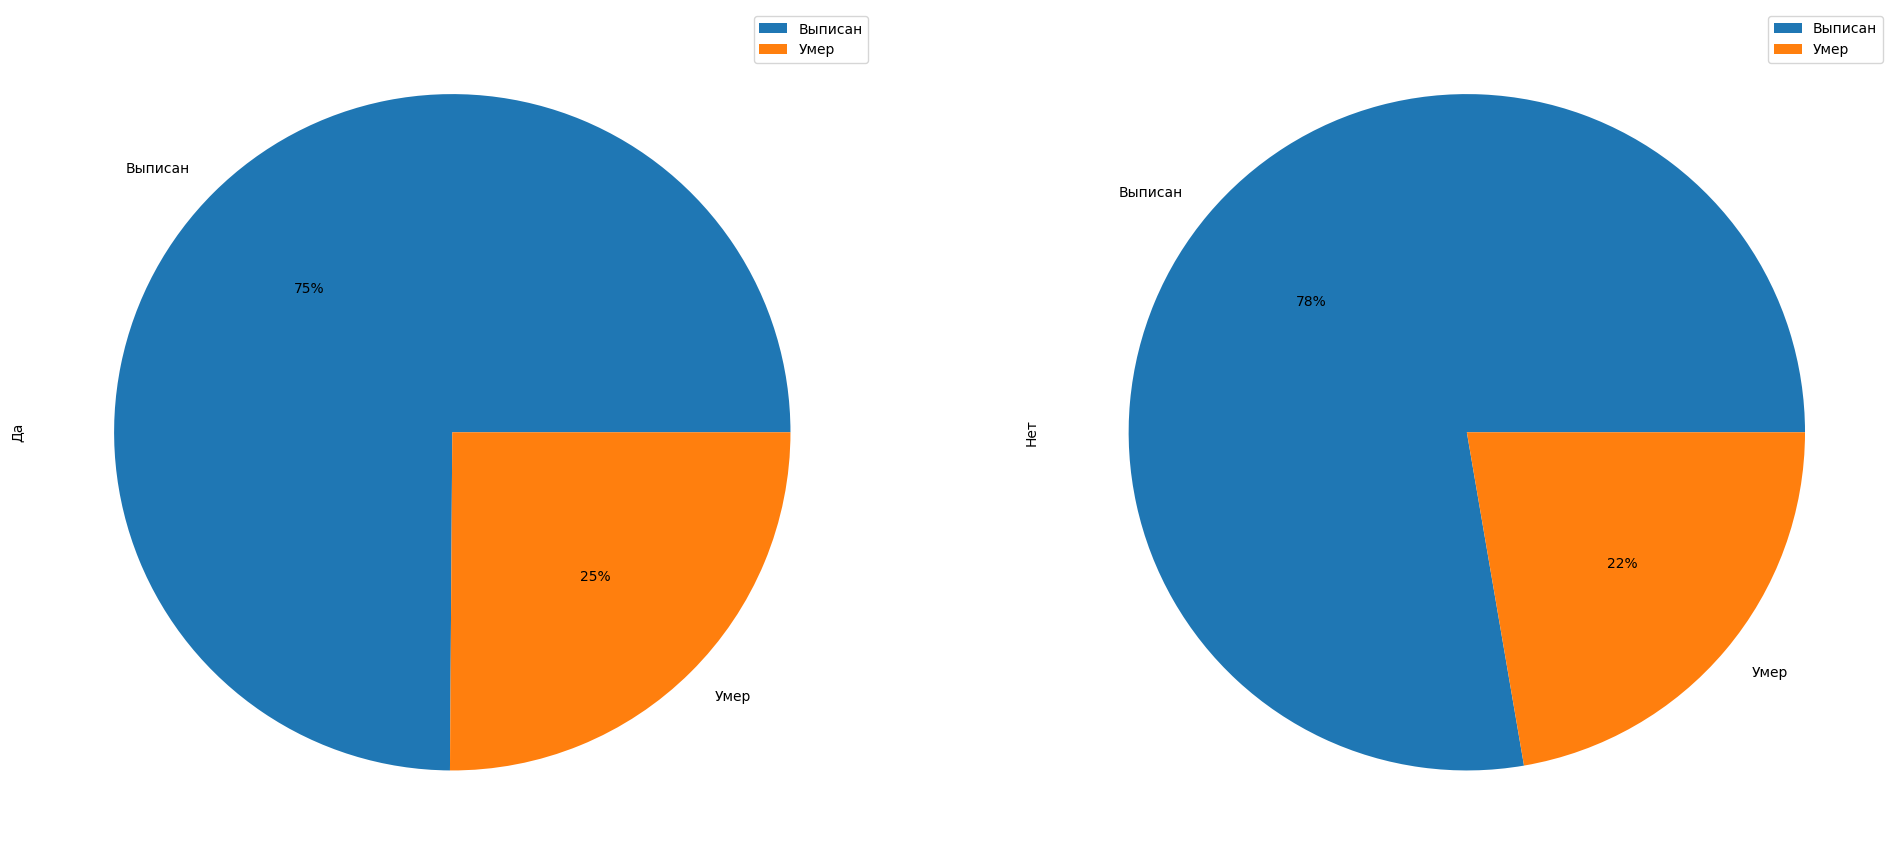 Выписан
Умер
Выписан
75%
Да
25%
Умер
Выписан
Умер
Выписан
78%
Нет
22%
Умер